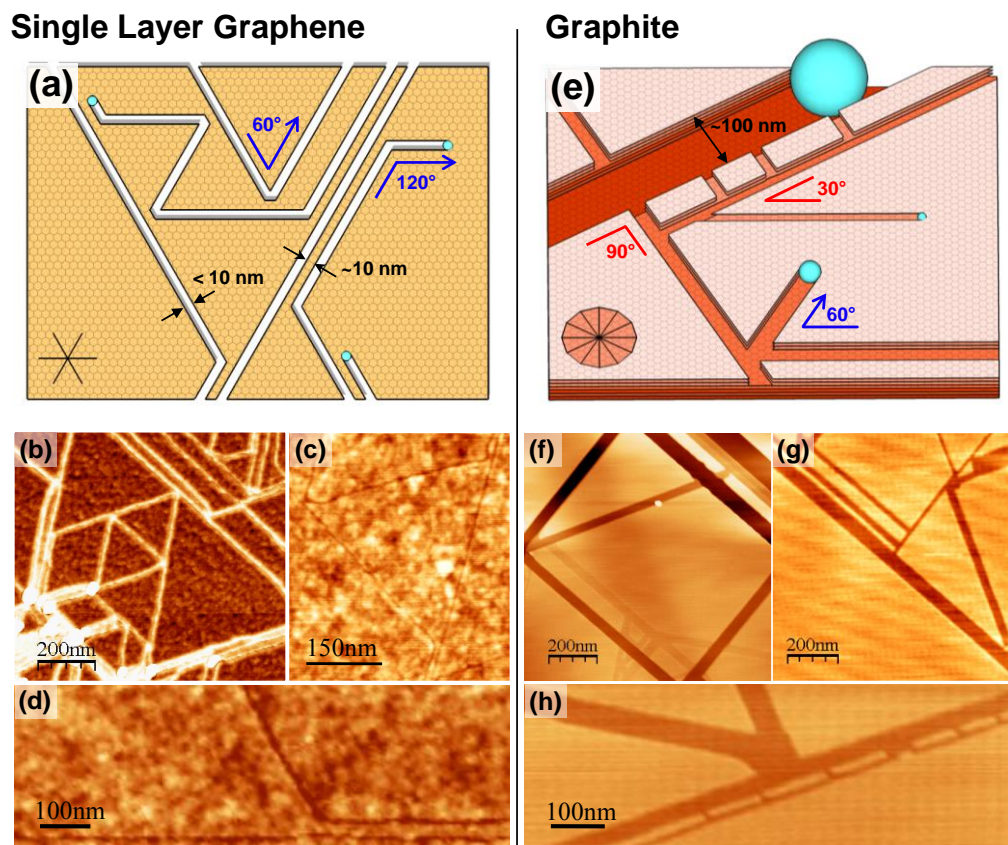 Single Layer Graphene
(a)
60°
120°
< 10 nm
~10 nm
(b)
200nm
(c)
150nm
(d)
100nm
Graphite
(e)
~100 nm
30°
90°
60°
(f)
200nm
(g)
200nm
(h)
100nm